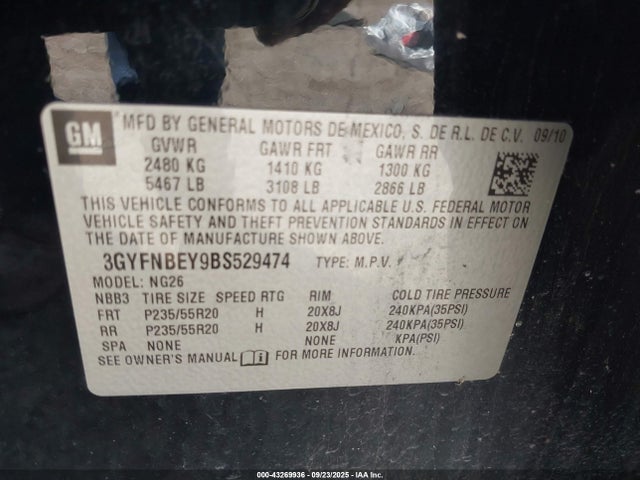 GM
MFD BY GENERAL MOTORS DE MEXICO, S. DE R.L. DE C.V. 09/10
GVWR GAWR FRT GAWR RR
2480 KG 1410 KG 1300 KG
5467 LB 3108 LB 2866 LB
THIS VEHICLE CONFORMS TO ALL APPLICABLE U.S. FEDERAL MOTOR
VEHICLE SAFETY AND THEFT PREVENTION STANDARDS IN EFFECT ON
THE DATE OF MANUFACTURE SHOWN ABOVE.
3GYFNBEY9BS529474 TYPE: M.P.V.
MODEL: NG26
NBB3 TIRE SIZE SPEED RTG RIM COLD TIRE PRESSURE
FRT P235/55R20 H 20X8J 240KPA(35PSI)
RR P235/55R20 H 20X8J 240KPA(35PSI)
SPA NONE NONE KPA(PSI)
SEE OWNER'S MANUAL i FOR MORE INFORMATION.
000-43269936 - 09/23/2025 - IAA Inc.